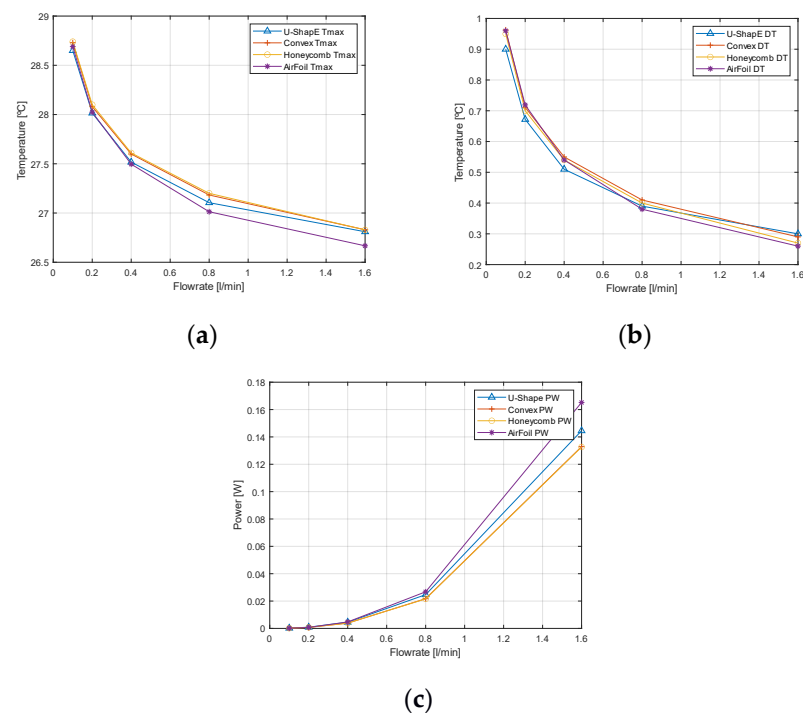 U-ShapE Tmax
Convex Tmax
Honeycomb Tmax
AirFoil Tmax
Temperature [ºC]
29
28.5
28
27.5
27
26.5
0 0.2 0.4 0.6 0.8 1 1.2 1.4 1.6
Flowrate [l/min]
(a)
U-ShapE DT
Convex DT
Honeycomb DT
AirFoil DT
Temperature [ºC]
1
0.9
0.8
0.7
0.6
0.5
0.4
0.3
0.2
0 0.2 0.4 0.6 0.8 1 1.2 1.4 1.6
Flowrate [l/min]
(b)
U-Shape PW
Convex PW
Honeycomb PW
AirFoil PW
Power [W]
0.18
0.16
0.14
0.12
0.1
0.08
0.06
0.04
0.02
0
0 0.2 0.4 0.6 0.8 1 1.2 1.4 1.6
Flowrate [l/min]
(c)